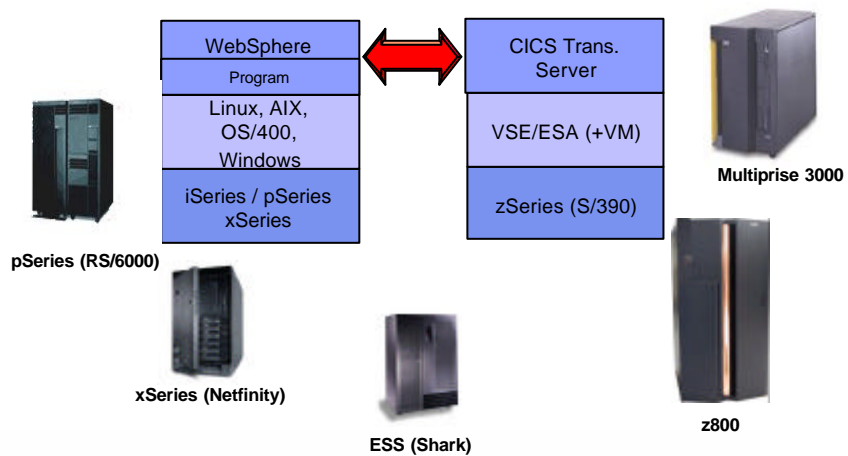 WebSphere
Program
Linux, AIX,
OS/400,
Windows
iSeries / pSeries
xSeries
CICS Trans.
Server
VSE/ESA (+VM)
zSeries (S/390)
Multiprise 3000
pSeries (RS/6000)
xSeries (Netfinity)
ESS (Shark)
z800